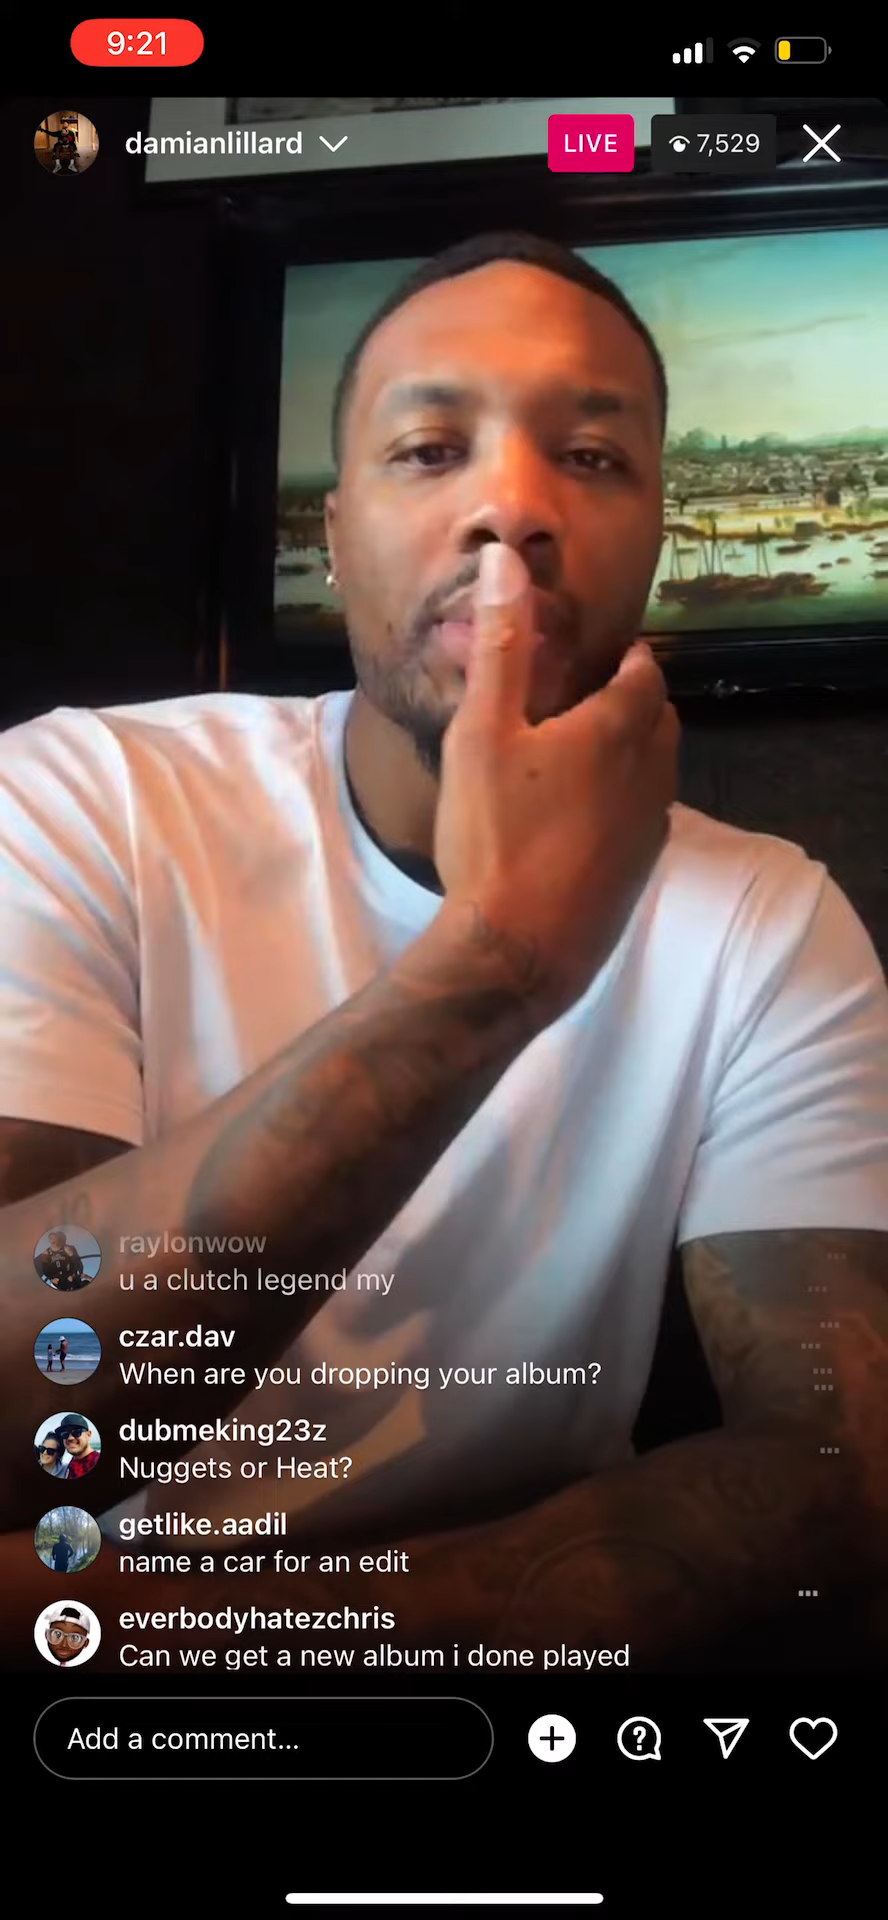 9:21
damianlillard
LIVE
7,529
raylonwow
u a clutch legend my
czar.dav
When are you dropping your album?
dubmeking23z
Nuggets or Heat?
getlike.aadil
name a car for an edit
everbodyhatezchris
Can we get a new album i done played
Add a comment...